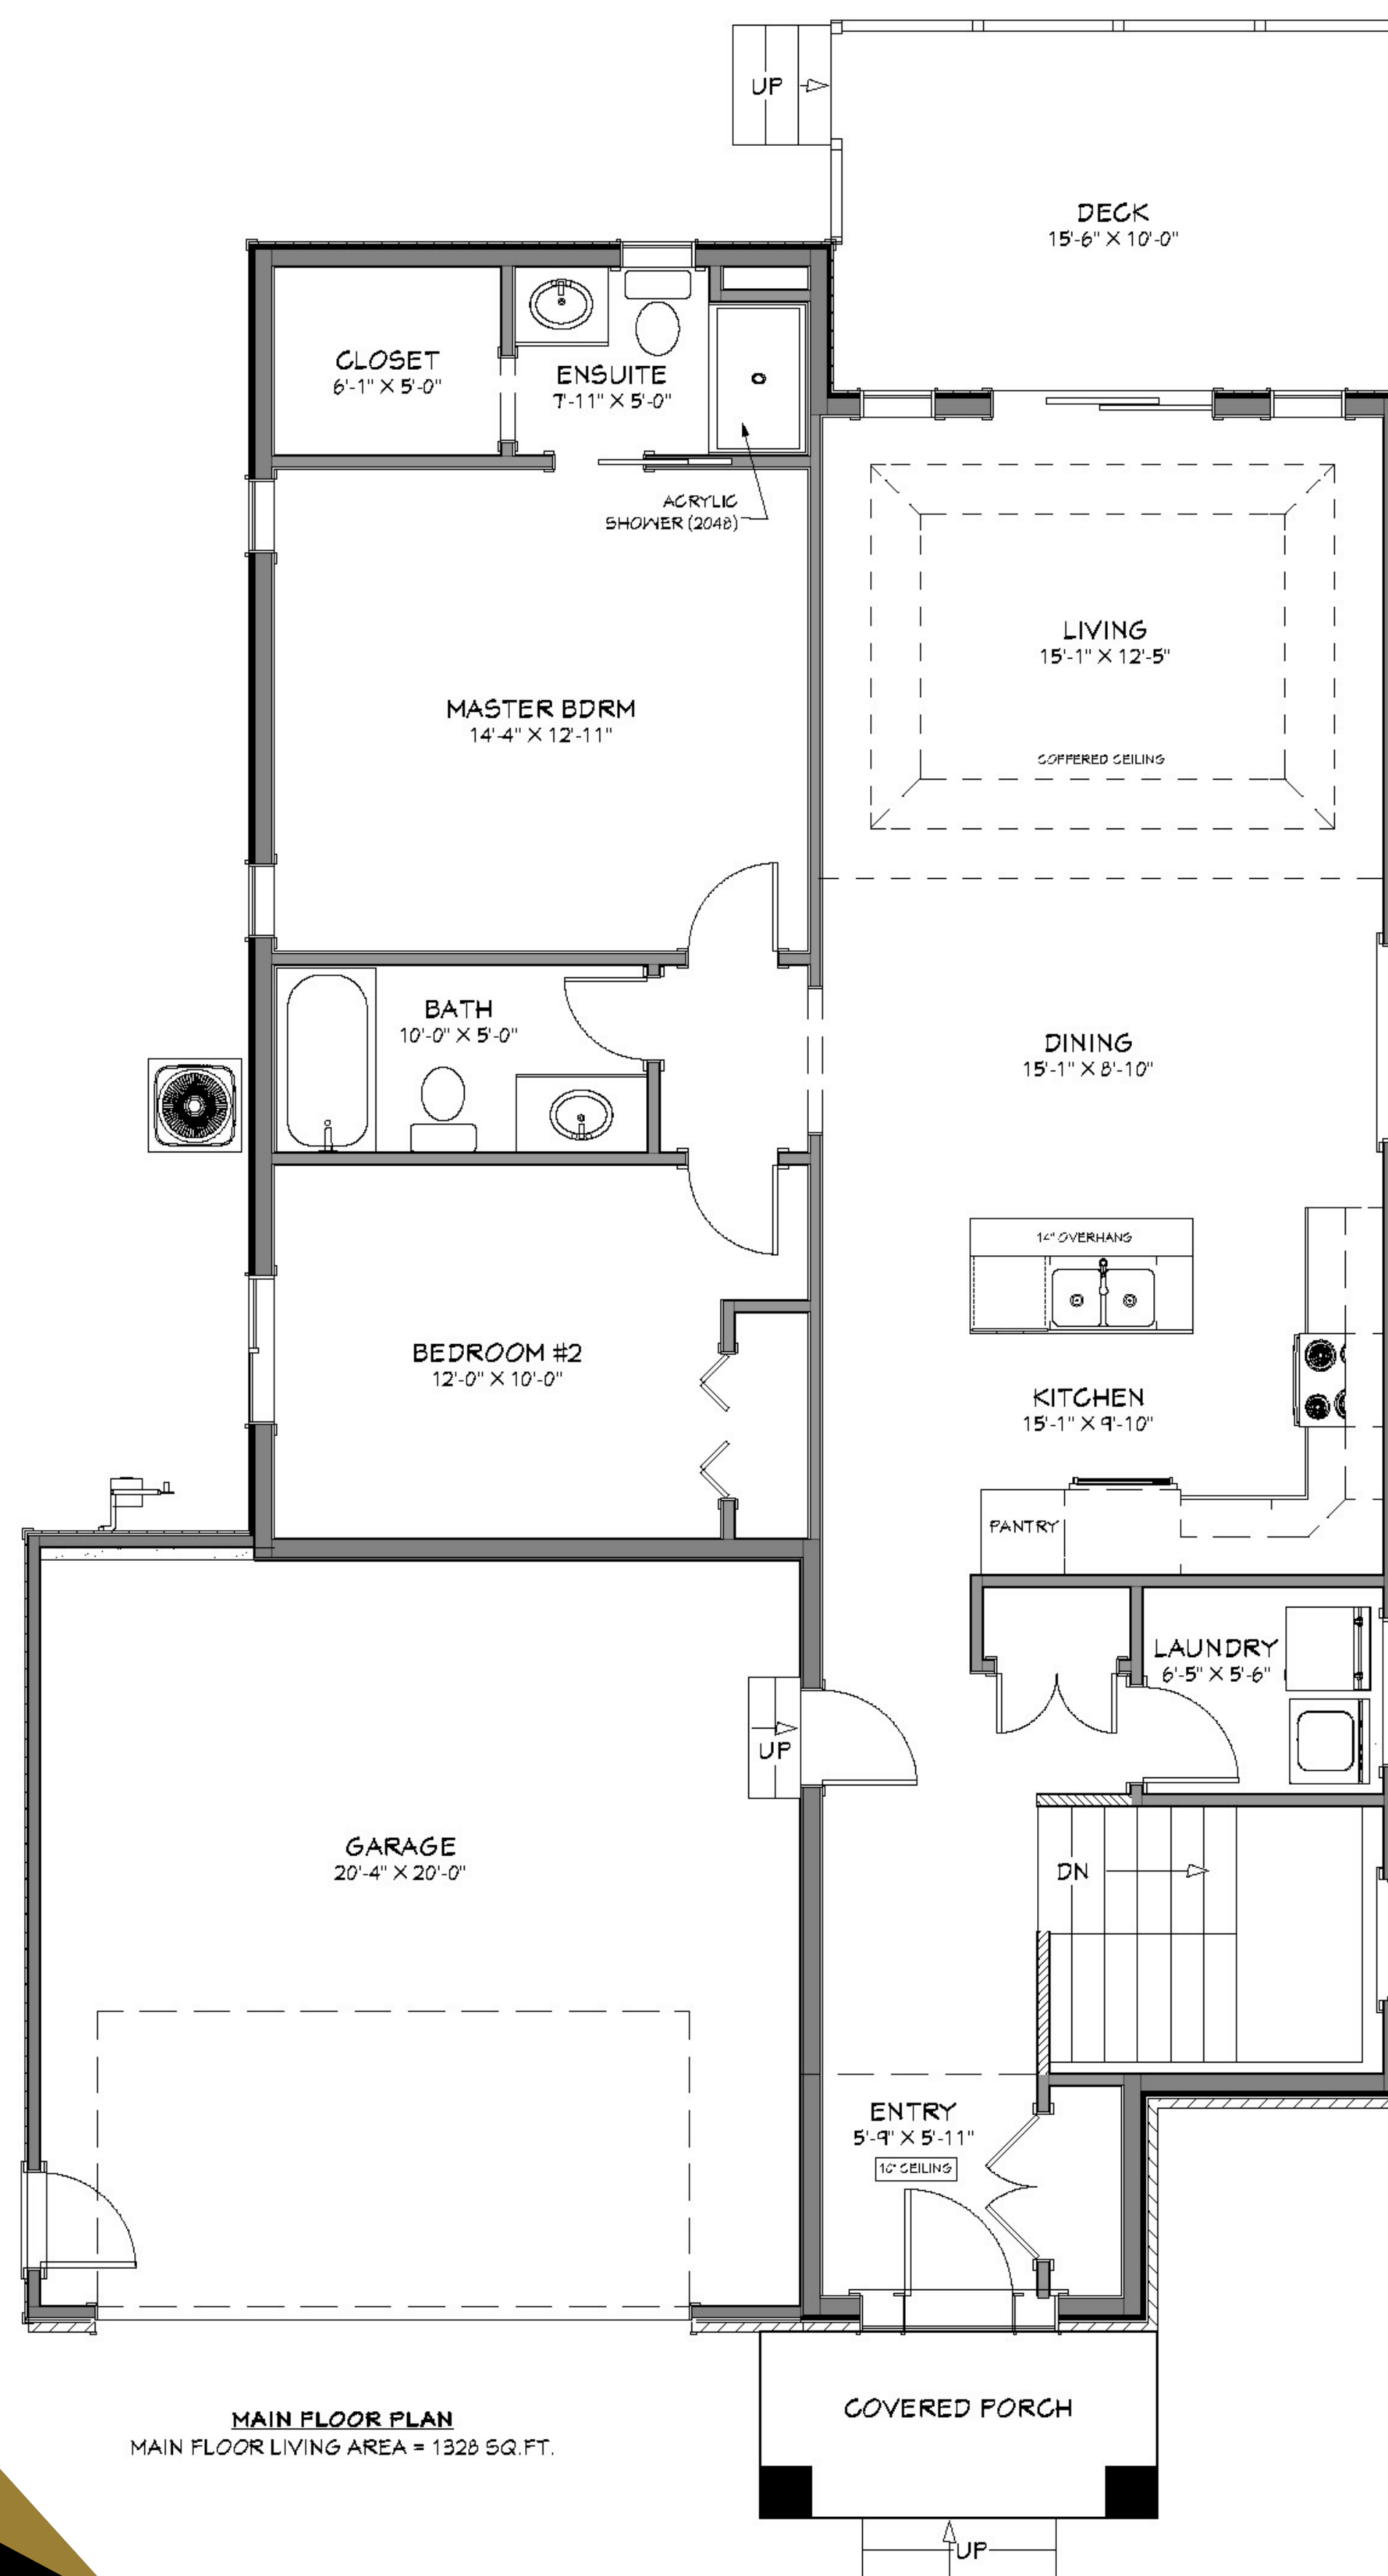 UP
DECK
15'-6" X 10'-0"
CLOSET
6'-1" X 5'-0"
ENSUITE
7'-11" X 5'-0"
ACRYLIC
SHOWER (2048)
LIVING
15'-1" X 12'-5"
MASTER BDRM
14'-4" X 12'-11"
COFFERED CEILING
BATH
10'-0" X 5'-0"
DINING
15'-1" X 8'-10"
14" OVERHANG
BEDROOM #2
12'-0" X 10'-0"
KITCHEN
15'-1" X 9'-10"
PANTRY
LAUNDRY
6'-5" X 5'-6"
UP
GARAGE
20'-4" X 20'-0"
DN
ENTRY
5'-9" X 5'-11"
10' CEILING
COVERED PORCH
MAIN FLOOR PLAN
MAIN FLOOR LIVING AREA = 1328 SQ.FT.
UP